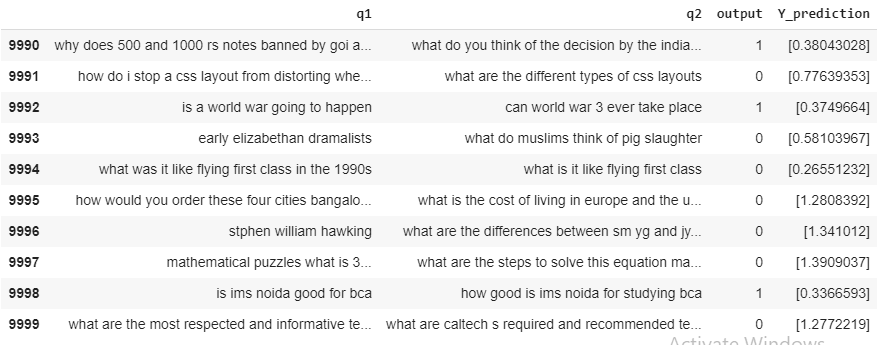 q1 q2 output Y_prediction
9990 why does 500 and 1000 rs notes banned by goi a... what do you think of the decision by the india... 1 [0.38043028]
9991 how do i stop a css layout from distorting whe... what are the different types of css layouts 0 [0.77639353]
9992 is a world war going to happen can world war 3 ever take place 1 [0.3749664]
9993 early elizabethan dramalists what do muslims think of pig slaughter 0 [0.58103967]
9994 what was it like flying first class in the 1990s what is it like flying first class 0 [0.26551232]
9995 how would you order these four cities bangalo... what is the cost of living in europe and the u... 0 [1.2808392]
9996 stphen william hawking what are the differences between sm yg and jy... 0 [1.341012]
9997 mathematical puzzles what is 3... what are the steps to solve this equation ma... 0 [1.3909037]
9998 is ims noida good for bca how good is ims noida for studying bca 1 [0.3366593]
9999 what are the most respected and informative te... what are caltech s required and recommended te... 0 [1.2772219]
Activate Windows